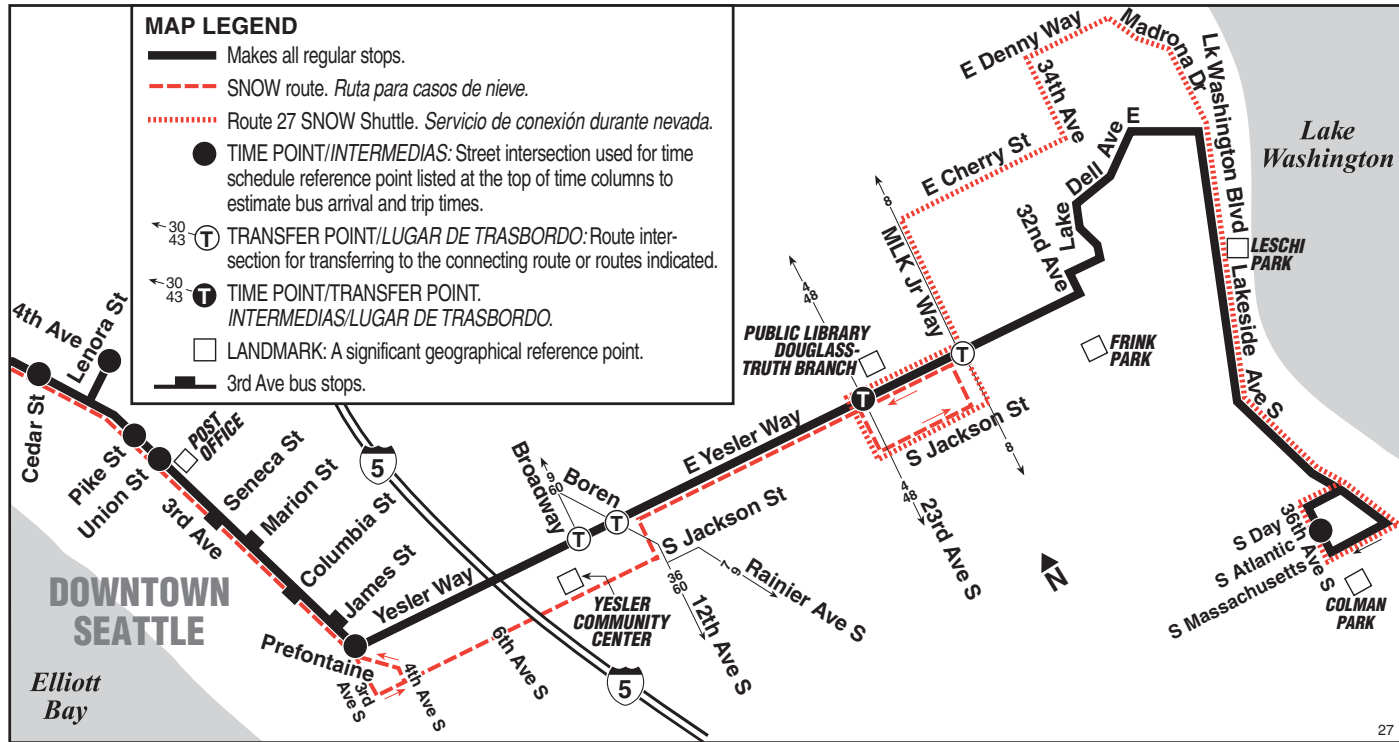 MAP LEGEND
Makes all regular stops.
SNOW route. Ruta para casos de nieve.
Route 27 SNOW Shuttle. Servicio de conexión durante nevada.
TIME POINT/INTERMEDIAS: Street intersection used for time
schedule reference point listed at the top of time columns to
estimate bus arrival and trip times.
30
43
T
TRANSFER POINT/LUGAR DE TRASBORDO: Route inter-
section for transferring to the connecting route or routes indicated.
30
43
T
TIME POINT/TRANSFER POINT.
INTERMEDIAS/LUGAR DE TRASBORDO.
LANDMARK: A significant geographical reference point.
3rd Ave bus stops.
E Denny Way
Madrona Dr
Lk Washington Blvd
34th Ave
Lake
Washington
E Cherry St
Lake Dell Ave E
32nd Ave
8
MLK Jr Way
LESCHI
PARK
Lakeside Ave S
4
48
4th Ave
Lenora St
PUBLIC LIBRARY
DOUGLASS-
TRUTH BRANCH
T
FRINK
PARK
T
Cedar St
POST
OFFICE
Pike St
Union St
Seneca St
Marion St
5
E Yesler Way
S Jackson St
8
3rd Ave
Columbia St
Broadway
9
60
Boren
T
T
4
48
23rd Ave S
James St
S Jackson St
N
S Day
36th Ave S
S Atlantic
S Massachusetts
COLMAN
PARK
DOWNTOWN
SEATTLE
Yesler Way
YESLER
COMMUNITY
CENTER
36
60
12th Ave S
7
9
Rainier Ave S
Prefontaine
6th Ave S
3rd
Ave S
4th Ave S
5
Elliott
Bay
27